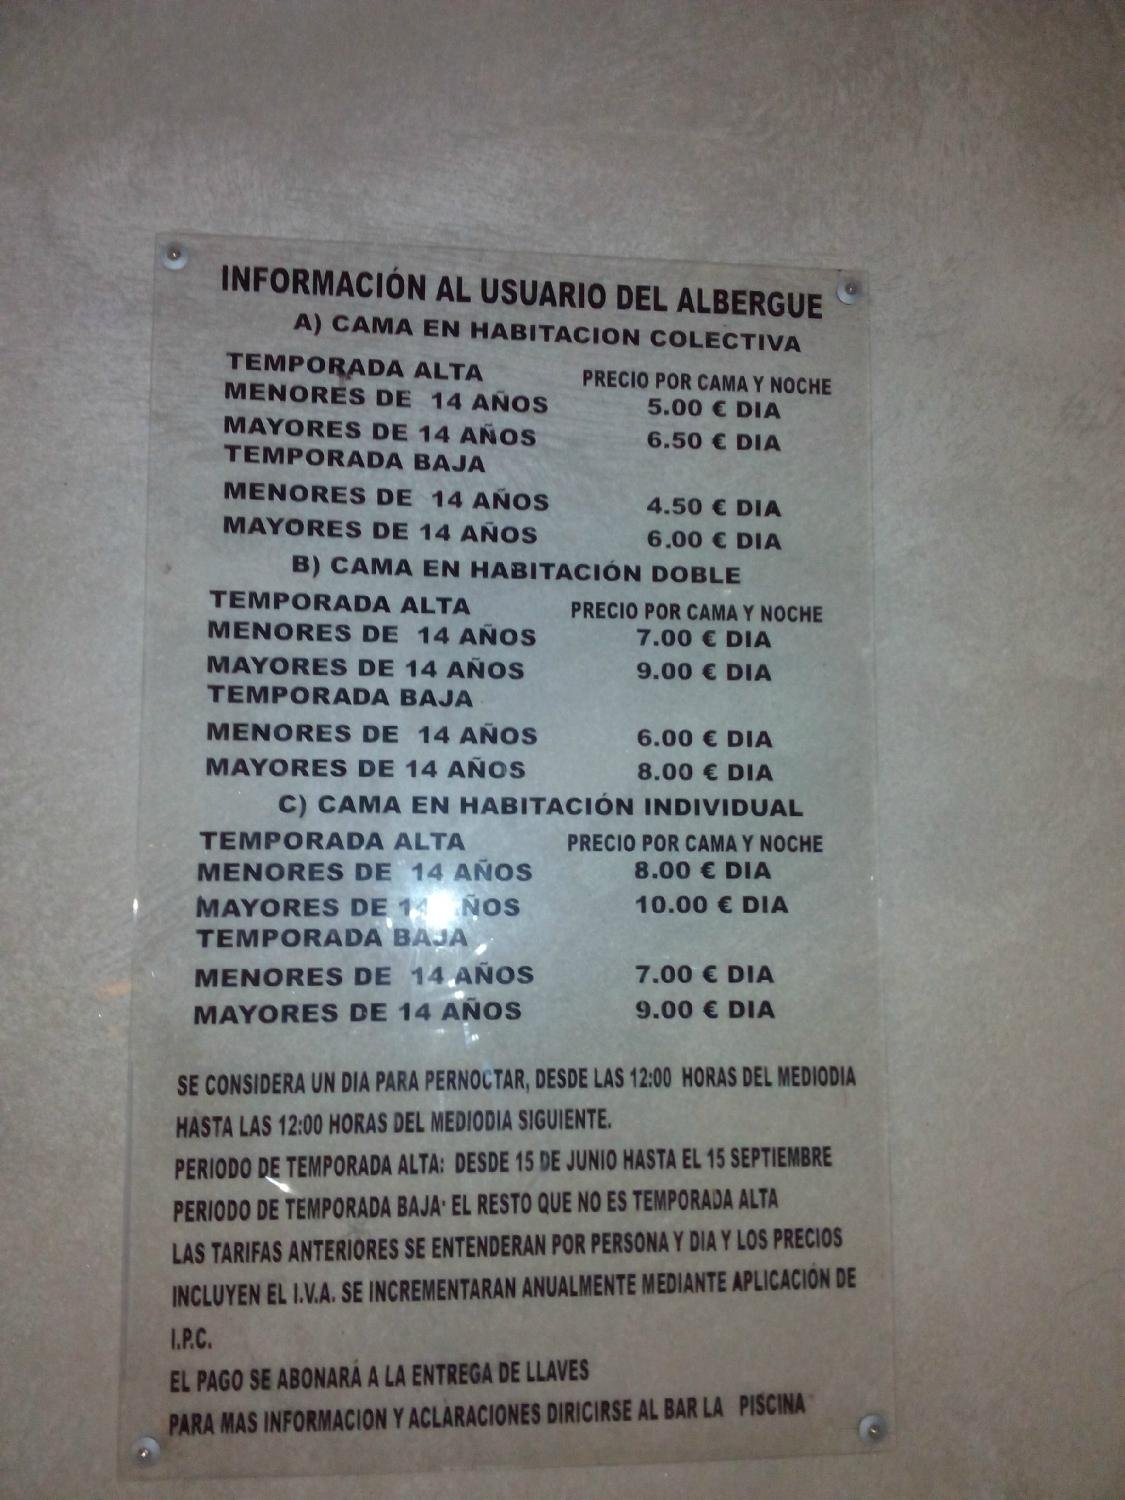 INFORMACIÓN AL USUARIO DEL ALBERGUE
A) CAMA EN HABITACION COLECTIVA
TEMPORADA ALTA PRECIO POR CAMA Y NOCHE
MENORES DE 14 AÑOS 5.00 € DIA
MAYORES DE 14 AÑOS 6.50 € DIA
TEMPORADA BAJA
MENORES DE 14 AÑOS 4.50 € DIA
MAYORES DE 14 AÑOS 6.00 € DIA
B) CAMA EN HABITACIÓN DOBLE
TEMPORADA ALTA PRECIO POR CAMA Y NOCHE
MENORES DE 14 AÑOS 7.00 € DIA
MAYORES DE 14 AÑOS 9.00 € DIA
TEMPORADA BAJA
MENORES DE 14 AÑOS 6.00 € DIA
MAYORES DE 14 AÑOS 8.00 € DIA
C) CAMA EN HABITACIÓN INDIVIDUAL
TEMPORADA ALTA PRECIO POR CAMA Y NOCHE
MENORES DE 14 AÑOS 8.00 € DIA
MAYORES DE 14 AÑOS 10.00 € DIA
TEMPORADA BAJA
MENORES DE 14 AÑOS 7.00 € DIA
MAYORES DE 14 AÑOS 9.00 € DIA
SE CONSIDERA UN DIA PARA PERNOCTAR, DESDE LAS 12:00 HORAS DEL MEDIODIA
HASTA LAS 12:00 HORAS DEL MEDIODIA SIGUIENTE.
PERIODO DE TEMPORADA ALTA: DESDE 15 DE JUNIO HASTA EL 15 SEPTIEMBRE
PERIODO DE TEMPORADA BAJA: EL RESTO QUE NO ES TEMPORADA ALTA
LAS TARIFAS ANTERIORES SE ENTENDERAN POR PERSONA Y DIA Y LOS PRECIOS
INCLUYEN EL I.V.A. SE INCREMENTARAN ANUALMENTE MEDIANTE APLICACIÓN DE
I.P.C.
EL PAGO SE ABONARÁ A LA ENTREGA DE LLAVES
PARA MAS INFORMACION Y ACLARACIONES DIRICIRSE AL BAR LA PISCINA